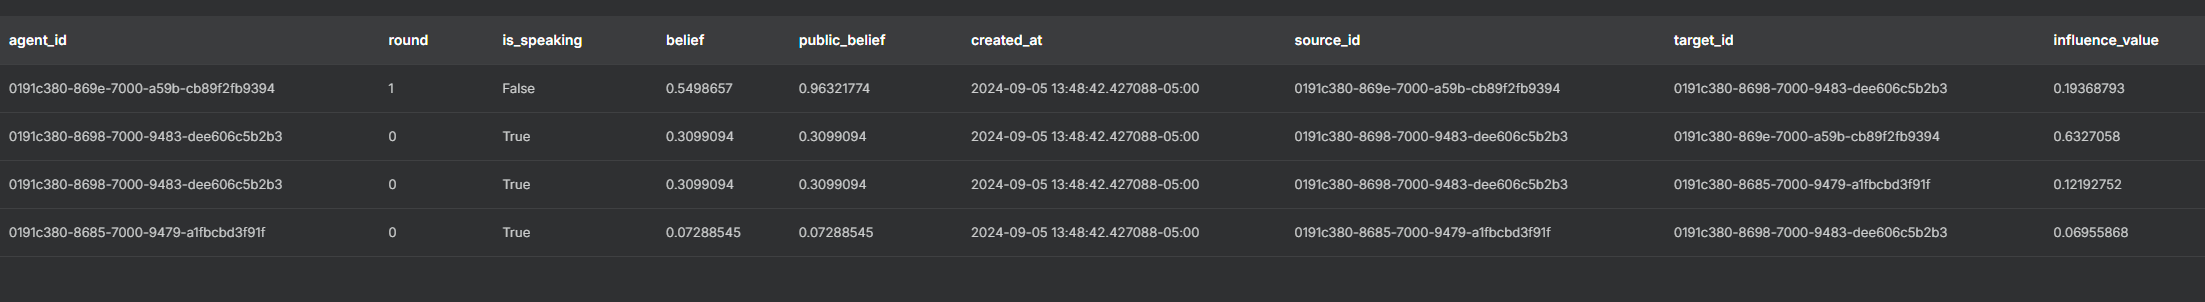 agent_id round is_speaking belief public_belief created_at source_id target_id influence_value
0191c380-869e-7000-a59b-cb89f2fb9394 1 False 0.5498657 0.96321774 2024-09-05 13:48:42.427088-05:00 0191c380-869e-7000-a59b-cb89f2fb9394 0191c380-8698-7000-9483-dee606c5b2b3 0.19368793
0191c380-8698-7000-9483-dee606c5b2b3 0 True 0.3099094 0.3099094 2024-09-05 13:48:42.427088-05:00 0191c380-8698-7000-9483-dee606c5b2b3 0191c380-869e-7000-a59b-cb89f2fb9394 0.6327058
0191c380-8698-7000-9483-dee606c5b2b3 0 True 0.3099094 0.3099094 2024-09-05 13:48:42.427088-05:00 0191c380-8698-7000-9483-dee606c5b2b3 0191c380-8685-7000-9479-a1fbcbd3f91f 0.12192752
0191c380-8685-7000-9479-a1fbcbd3f91f 0 True 0.07288545 0.07288545 2024-09-05 13:48:42.427088-05:00 0191c380-8685-7000-9479-a1fbcbd3f91f 0191c380-8698-7000-9483-dee606c5b2b3 0.06955868